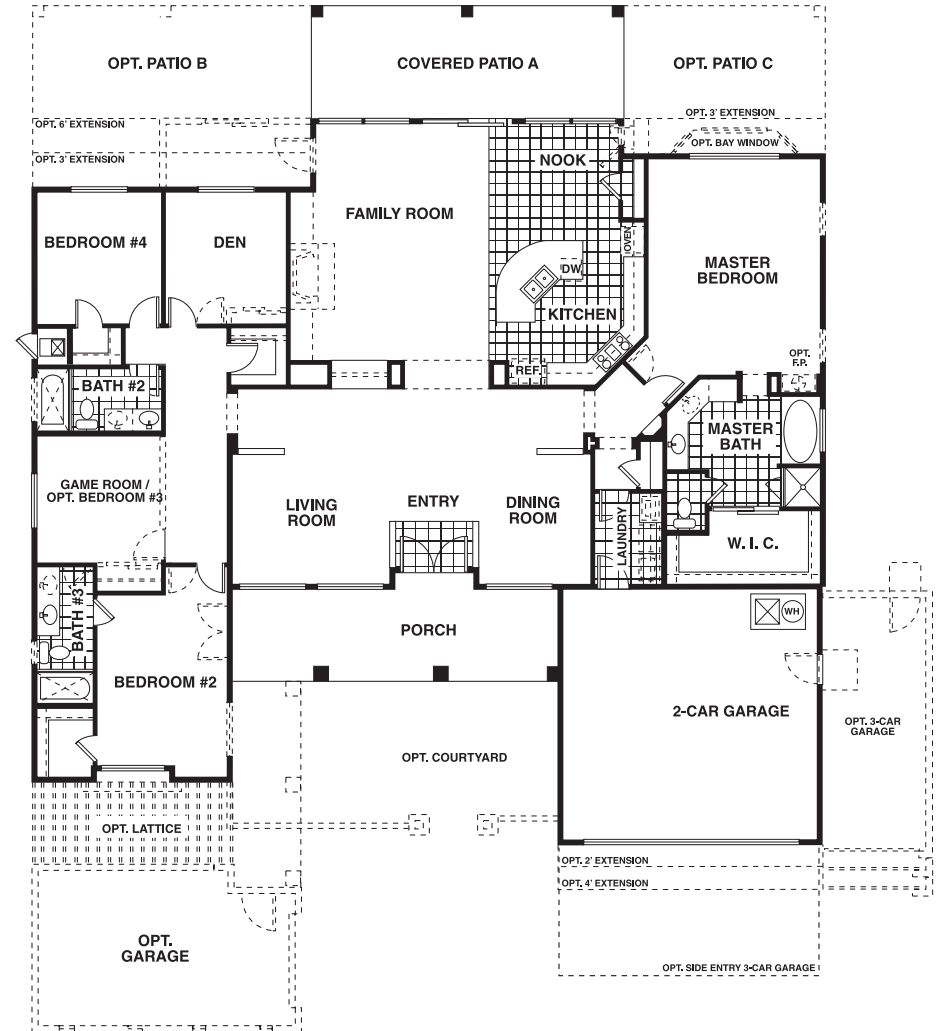 OPT. PATIO B
COVERED PATIO A
OPT. PATIO C
OPT. 3' EXTENSION
OPT. 6' EXTENSION
OPT. BAY WINDOW
OPT. 3' EXTENSION
NOOK
FAMILY ROOM
BEDROOM #4
DEN
OVEN
MASTER
BEDROOM
DW
KITCHEN
OPT.
F.P.
REF.
BATH #2
MASTER
BATH
GAME ROOM /
OPT. BEDROOM #3
LIVING
ROOM
ENTRY
DINING
ROOM
LAUNDRY
W. I. C.
BATH #3
WH
PORCH
BEDROOM #2
2-CAR GARAGE
OPT. 3-CAR
GARAGE
OPT. COURTYARD
OPT. LATTICE
OPT. 2' EXTENSION
OPT. 4' EXTENSION
OPT.
GARAGE
OPT. SIDE ENTRY 3-CAR GARAGE